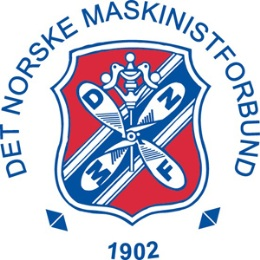 DET NORSKE MASKINISTFORBUND
D N
M F
1902